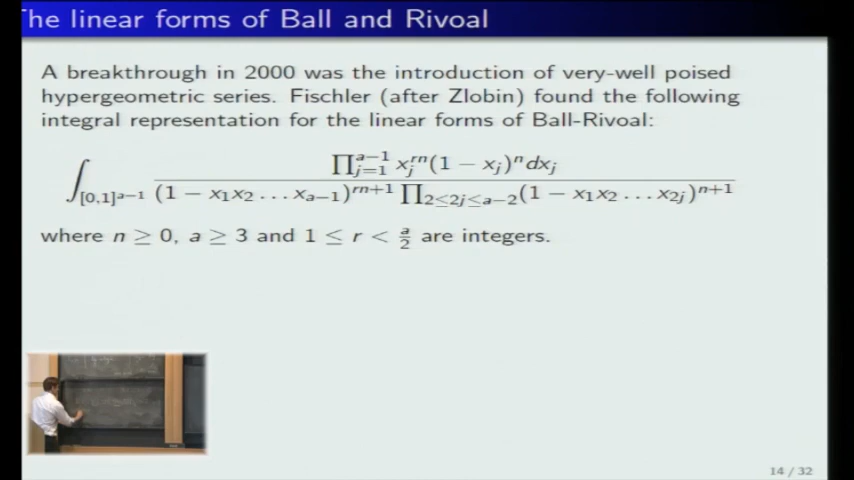 The linear forms of Ball and Rivoal
A breakthrough in 2000 was the introduction of very-well poised
hypergeometric series. Fischler (after Zlobin) found the following
integral representation for the linear forms of Ball-Rivoal:
∫_{[0,1]^{a−1}} \frac{∏_{j=1}^{a−1} x_j^{rn}(1 − x_j)^n dx_j}{(1 − x_1x_2 … x_{a−1})^{rn+1} ∏_{2≤2j≤a−2}(1 − x_1x_2 … x_{2j})^{n+1}}
where n ≥ 0, a ≥ 3 and 1 ≤ r < \frac{a}{2} are integers.
14 / 32